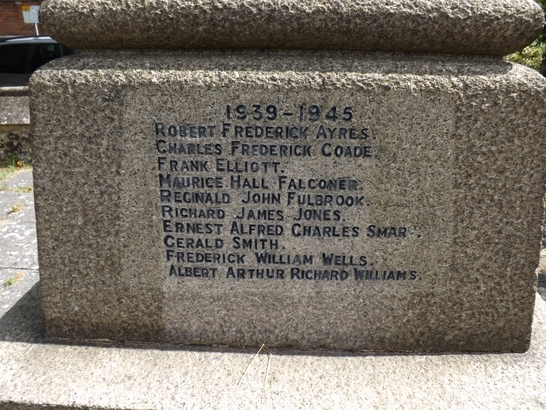 1939-1945
ROBERT FREDERICK AYRES.
CHARLES FREDERICK COADE.
FRANK ELLIOTT.
MAURICE HALL FALCONER.
REGINALD JOHN FULBROOK.
RICHARD JAMES JONES.
ERNEST ALFRED CHARLES SMAR
GERALD SMITH.
FREDERICK WILLIAM WELLS.
ALBERT ARTHUR RICHARD WILLIAMS.